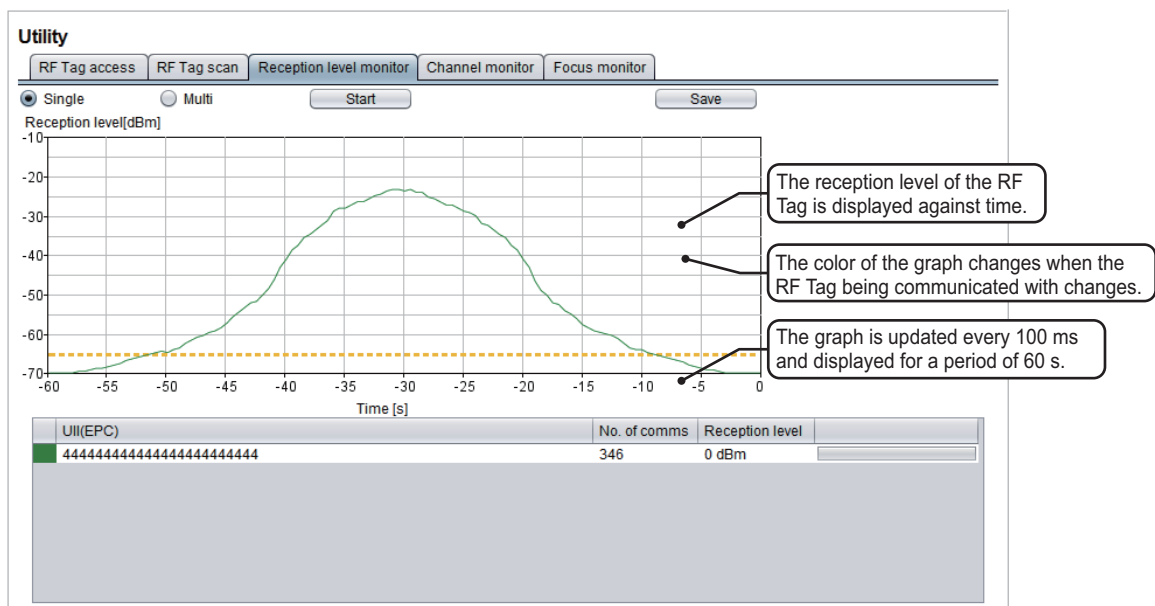 Utility
RF Tag access RF Tag scan Reception level monitor Channel monitor Focus monitor
Single Multi Start Save
Reception level[dBm]
-10
-20
The reception level of the RF
Tag is displayed against time.
-30
-40
The color of the graph changes when the
RF Tag being communicated with changes.
-50
-60
The graph is updated every 100 ms
and displayed for a period of 60 s.
-70
-60 -55 -50 -45 -40 -35 -30 -25 -20 -15 -10 -5 0
Time [s]
UII(EPC) No. of comms Reception level
444444444444444444444444 346 0 dBm